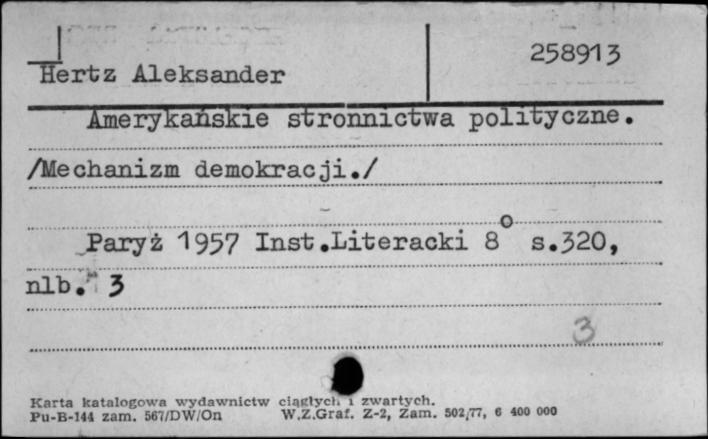 258913
Hertz Aleksander
Amerykańskie stronnictwa polityczne.
/Mechanizm demokracji./
Paryż 1957 Inst.Literacki 8° s.320,
nlb. 3
3
Karta katalogowa wydawnictw ciągłych i zwartych.
Pu-B-144 zam. 567/DW/On W.Z.Graf. Z-2, Zam. 502/77, 6 400 000